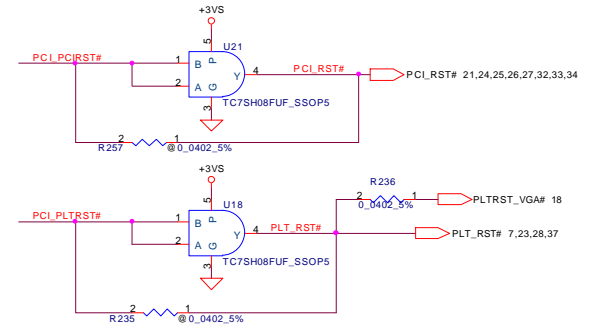 +3VS
5
U21
PCI_PCIRST#
1
B
P
Y
4
PCI_RST#
PCI_RST# 21,24,25,26,27,32,33,34
2
A
G
3
TC7SH08FUF_SSOP5
2
1
R257
@0_0402_5%
+3VS
5
U18
R236
2
1
PLTRST_VGA# 18
0_0402_5%
PCI_PLTRST#
1
B
P
Y
4
PLT_RST#
PLT_RST# 7,23,28,37
2
A
G
3
TC7SH08FUF_SSOP5
2
1
R235
@0_0402_5%